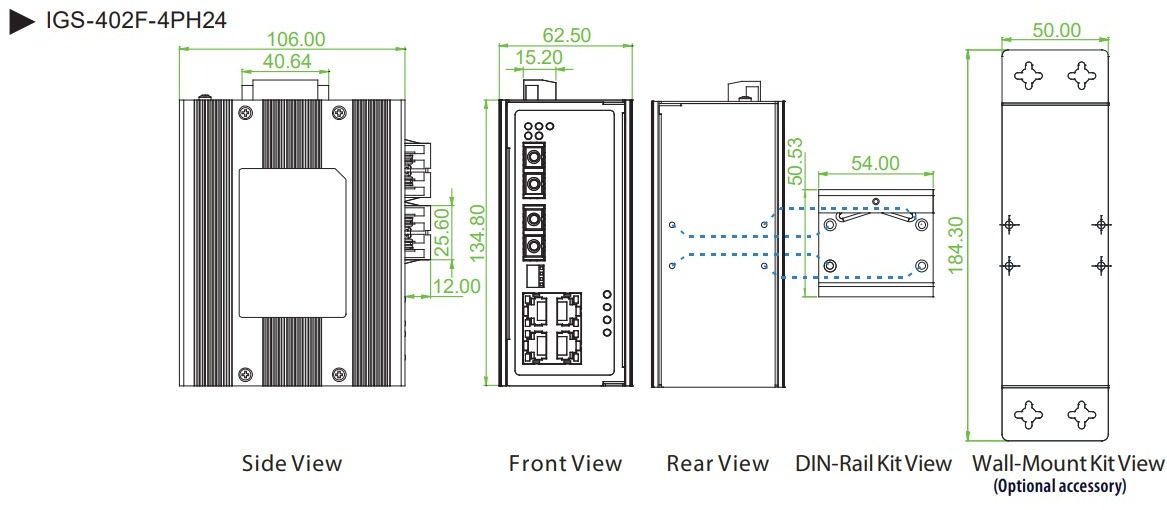 IGS-402F-4PH24
106.00
40.64
25.60
12.00
62.50
15.20
134.80
50.53
54.00
50.00
184.30
Side View
Front View
Rear View
DIN-Rail Kit View
Wall-Mount Kit View
(Optional accessory)